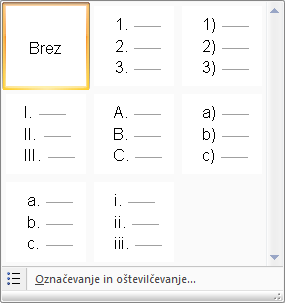 Brez
1.
2.
3.
1)
2)
3)
I.
II.
III.
A.
B.
C.
a)
b)
c)
a.
b.
c.
i.
ii.
iii.
Označevanje in oštevilčevanje...